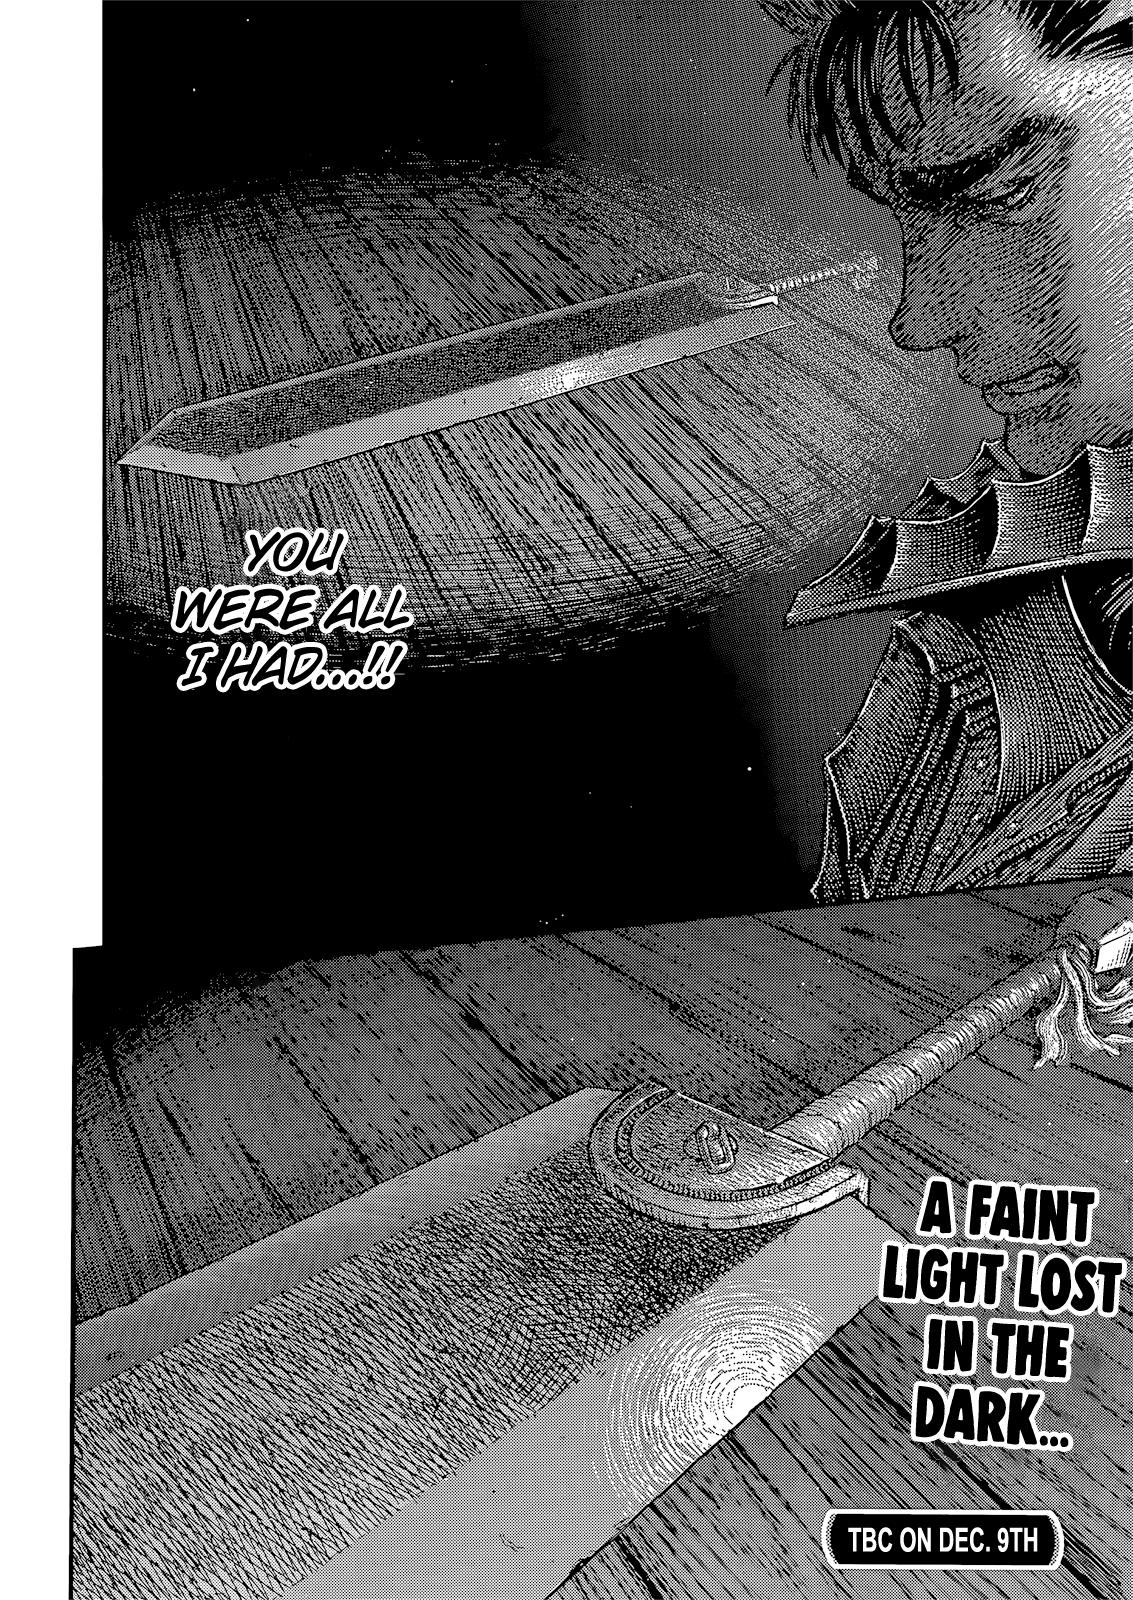 YOU
WERE ALL
I HAD...!!
A FAINT
LIGHT LOST
IN THE
DARK...
TBC ON DEC. 9TH